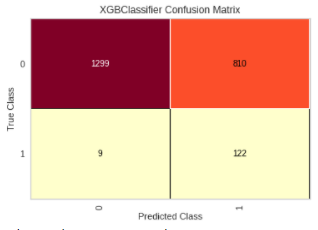 XGBClassifier Confusion Matrix
True Class
0
1299
810
1
9
122
0
1
Predicted Class